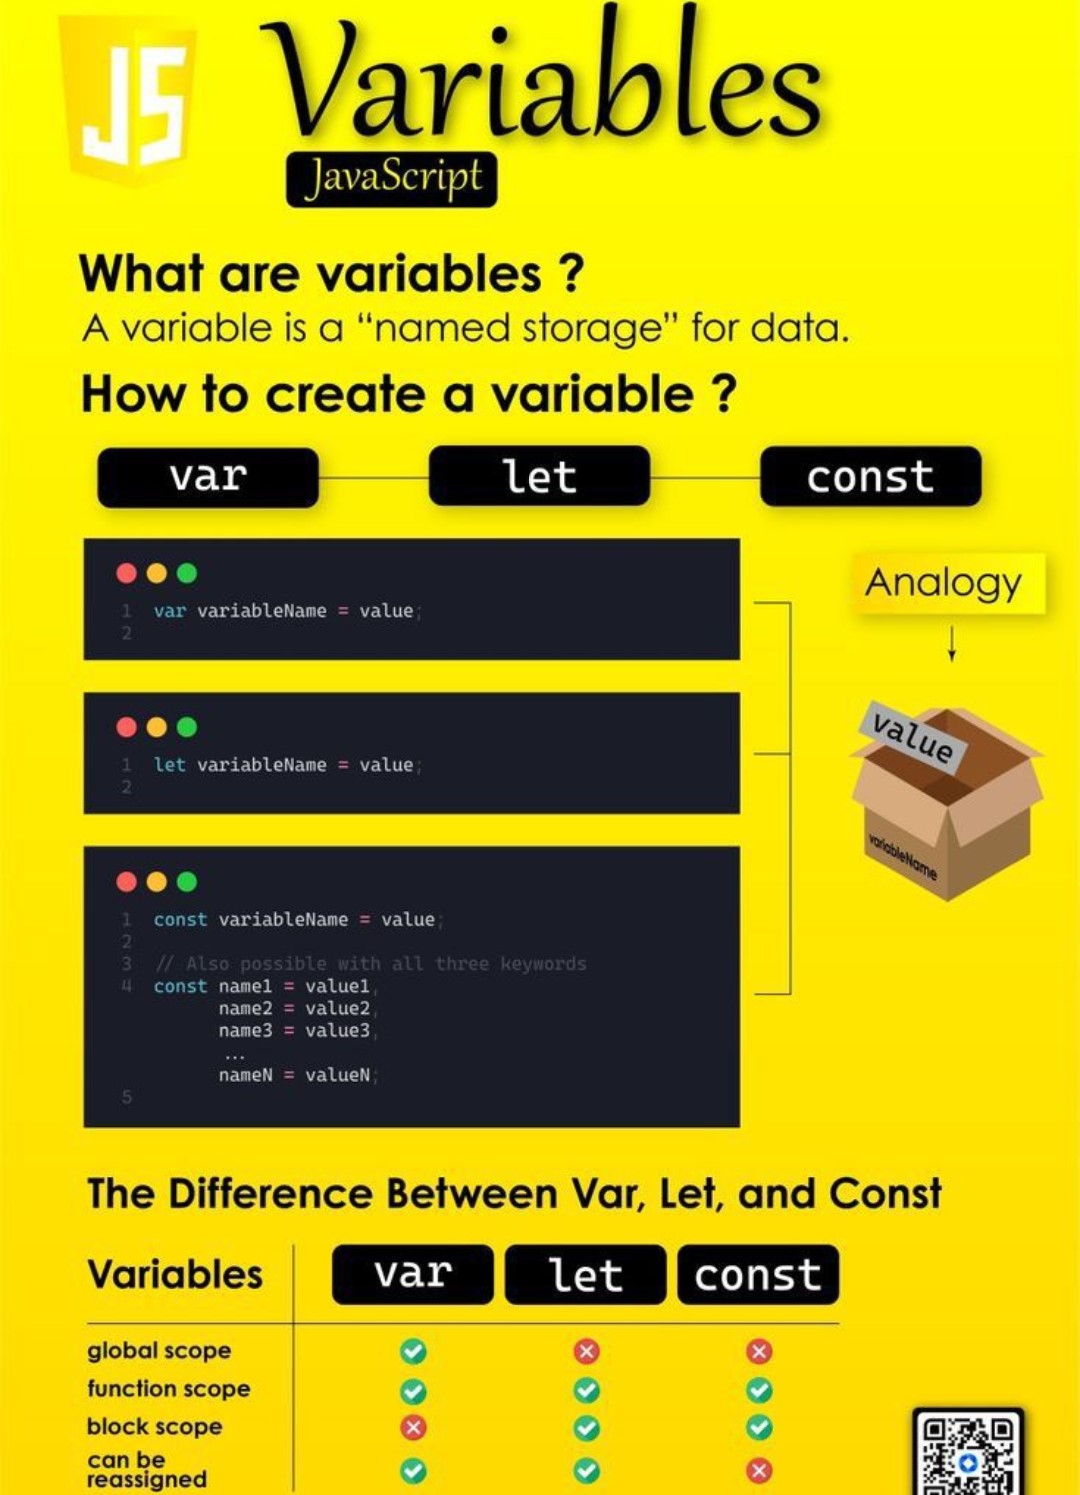 JS
Variables
JavaScript
What are variables ?
A variable is a “named storage” for data.
How to create a variable ?
var let const
1 var variableName = value;
2
Analogy
1 let variableName = value;
2
value
variableName
1 const variableName = value;
2
3 // Also possible with all three keywords
4 const name1 = value1,
name2 = value2,
name3 = value3,
...
nameN = valueN;
5
The Difference Between Var, Let, and Const
Variables var let const
global scope
function scope
block scope
can be
reassigned